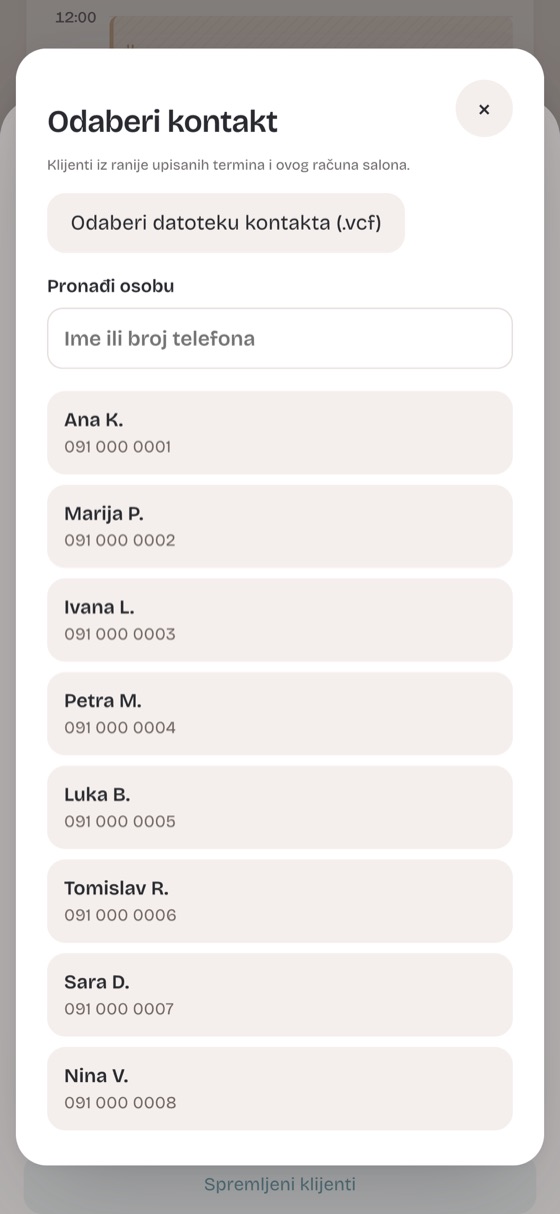 12:00
Odaberi kontakt
×
Klijenti iz ranije upisanih termina i ovog računa salona.
Odaberi datoteku kontakta (.vcf)
Pronađi osobu
Ime ili broj telefona
Ana K.
091 000 0001
Marija P.
091 000 0002
Ivana L.
091 000 0003
Petra M.
091 000 0004
Luka B.
091 000 0005
Tomislav R.
091 000 0006
Sara D.
091 000 0007
Nina V.
091 000 0008
Spremljeni klijenti